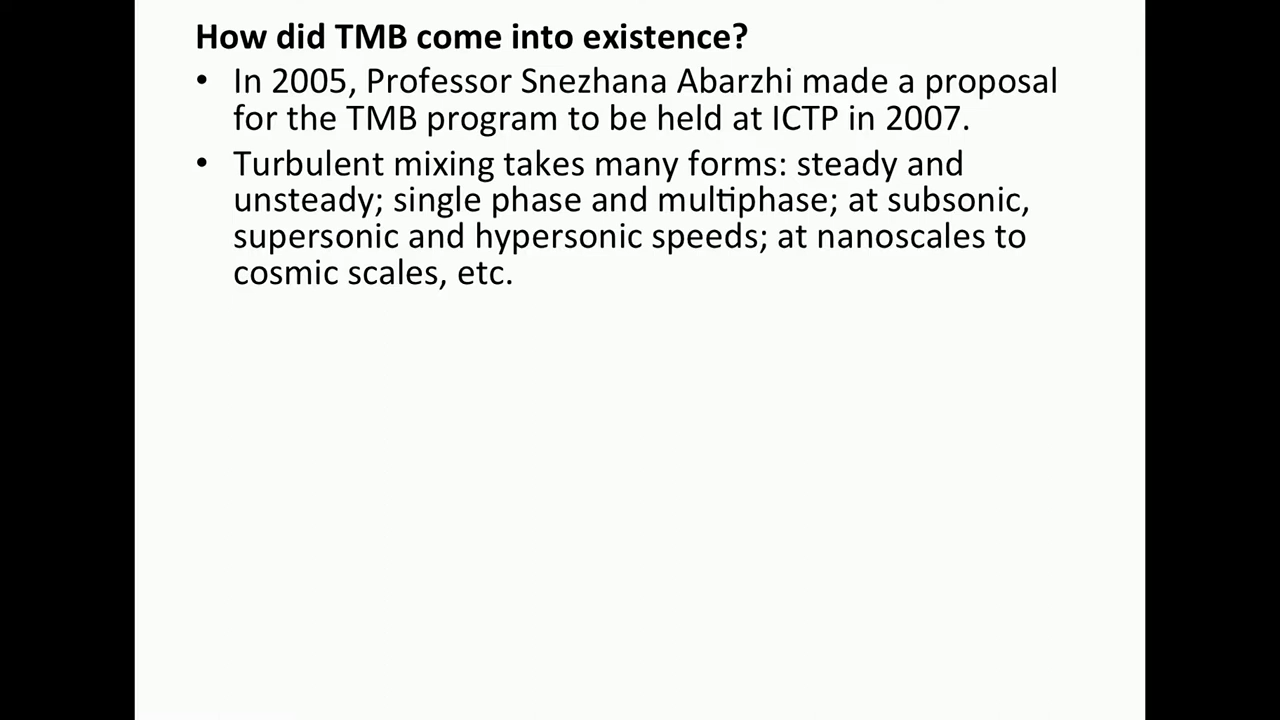 How did TMB come into existence?
• In 2005, Professor Snezhana Abarzhi made a proposal
for the TMB program to be held at ICTP in 2007.
• Turbulent mixing takes many forms: steady and
unsteady; single phase and multiphase; at subsonic,
supersonic and hypersonic speeds; at nanoscales to
cosmic scales, etc.